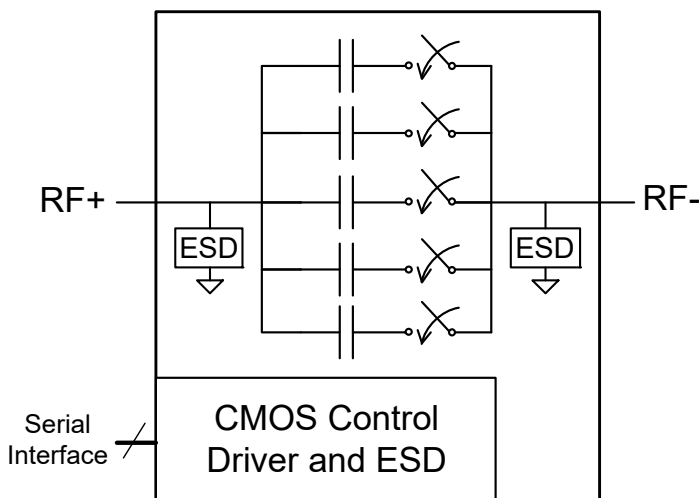 RF+
RF-
ESD
ESD
Serial
Interface
CMOS Control
Driver and ESD